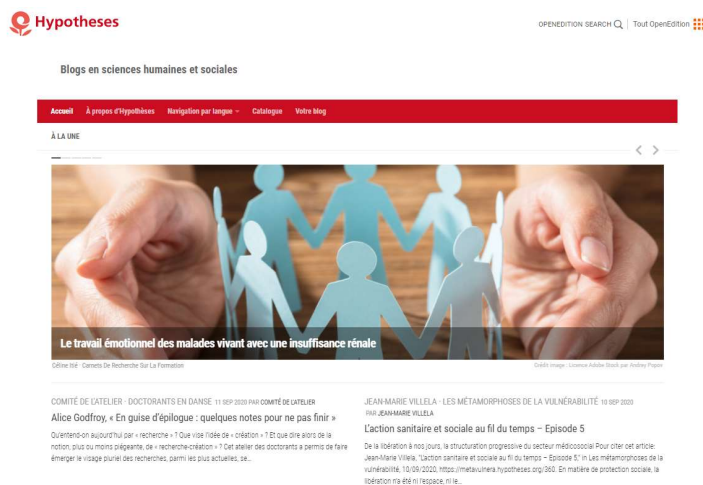 Hypotheses
OPENEDITION SEARCH | Tout OpenEdition
Blogs en sciences humaines et sociales
Accueil À propos d'Hypothèses Navigation par langue Catalogue Votre blog
À LA UNE
Le travail émotionnel des malades vivant avec une insuffisance rénale
Céline Isé · Carnets De Recherche Sur La Formation
Crédit image : Licence Adobe Stock par Andrey Popov
COMITÉ DE L'ATELIER · DOCTORANTS EN DANSE 11 SEP 2020 PAR COMITÉ DE L'ATELIER
Alice Godfroy, « En guise d'épilogue : quelques notes pour ne pas finir »
Qu'entend-on aujourd'hui par « recherche » ? Que vise l'idée de « création » ? Et que dire alors de la
notion, plus ou moins piégeante, de « recherche-création » ? Cet atelier des doctorants a permis de faire
émerger le visage pluriel des recherches, parmi les plus actuelles, se...
JEAN-MARIE VILLELA · LES MÉTAMORPHOSES DE LA VULNÉRABILITÉ 10 SEP 2020
PAR JEAN-MARIE VILLELA
L'action sanitaire et sociale au fil du temps – Episode 5
De la libération à nos jours, la structuration progressive du secteur médicosocial Pour citer cet article:
Jean-Marie Villela, "L'action sanitaire et sociale au fil du temps – Episode 5," in Les métamorphoses de la
vulnérabilité, 10/09/2020, https://metavulnera.hypotheses.org/360. En matière de protection sociale, la
libération n'a été ni l'espace, ni le...